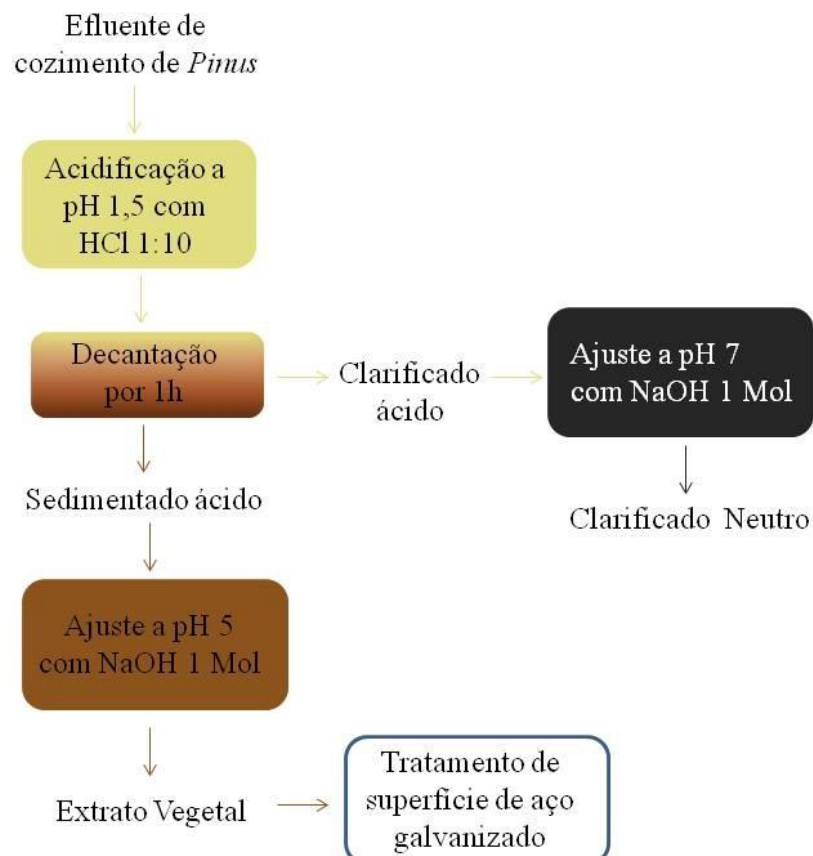 Efluente de
cozimento de Pinus
Acidificação a
pH 1,5 com
HCl 1:10
Decantação
por 1h
Clarificado
ácido
Ajuste a pH 7
com NaOH 1 Mol
Clarificado Neutro
Sedimentado ácido
Ajuste a pH 5
com NaOH 1 Mol
Extrato Vegetal
Tratamento de
superfície de aço
galvanizado